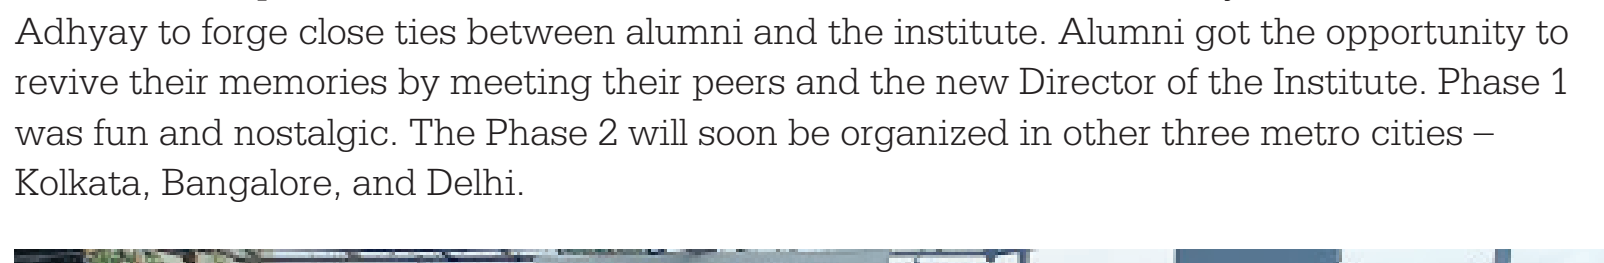 Adhyay to forge close ties between alumni and the institute. Alumni got the opportunity to
revive their memories by meeting their peers and the new Director of the Institute. Phase 1
was fun and nostalgic. The Phase 2 will soon be organized in other three metro cities –
Kolkata, Bangalore, and Delhi.